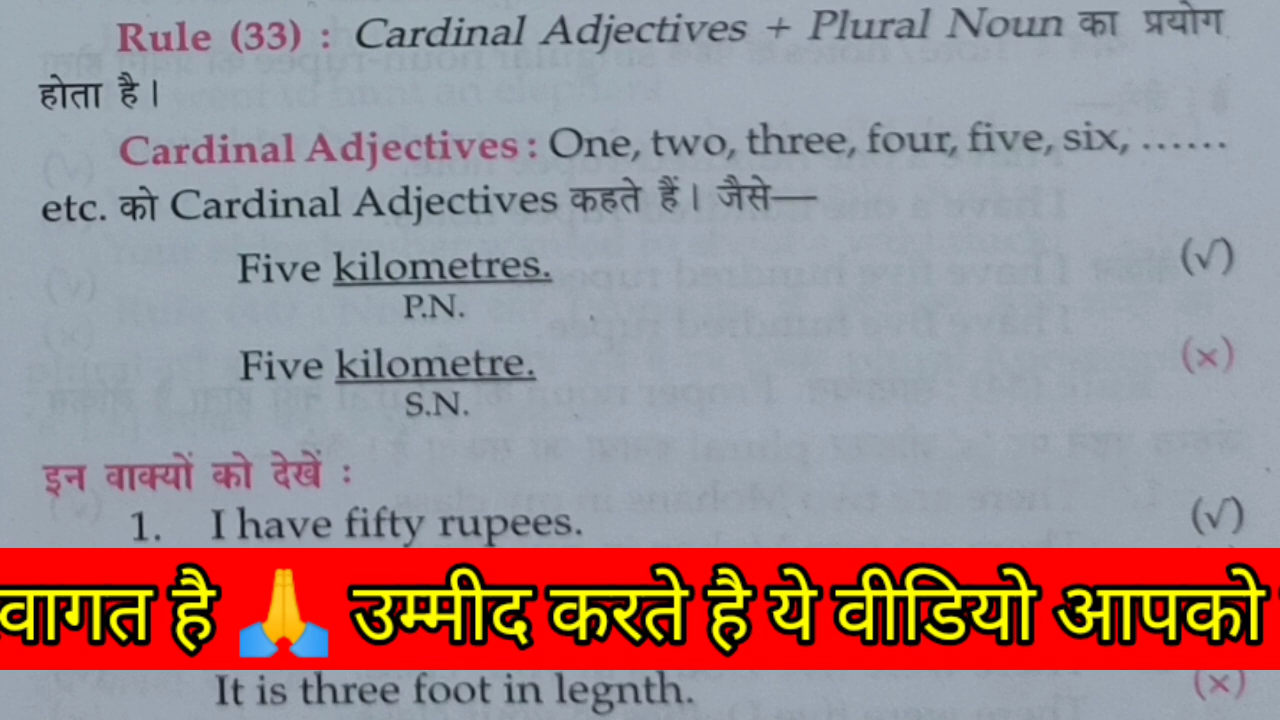 Rule (33) : Cardinal Adjectives + Plural Noun का प्रयोग
होता है।
Cardinal Adjectives : One, two, three, four, five, six, ......
etc. को Cardinal Adjectives कहते हैं। जैसे—
Five kilometres. (√)
P.N.
Five kilometre. (×)
S.N.
इन वाक्यों को देखें :
1. I have fifty rupees. (√)
वागत है 🙏 उम्मीद करते है ये वीडियो आपको
It is three foot in legnth. (×)